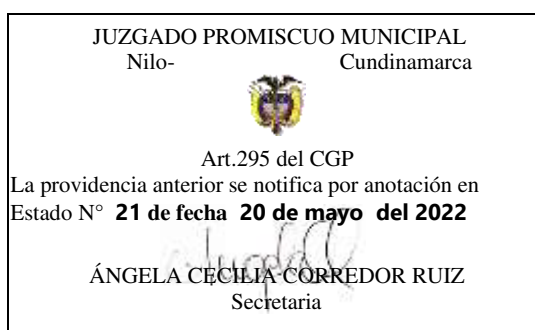 JUZGADO PROMISCUO MUNICIPAL
Nilo- Cundinamarca
Art.295 del CGP
La providencia anterior se notifica por anotación en
Estado N° 21 de fecha 20 de mayo del 2022
ÁNGELA CECILIA CORREDOR RUIZ
Secretaria